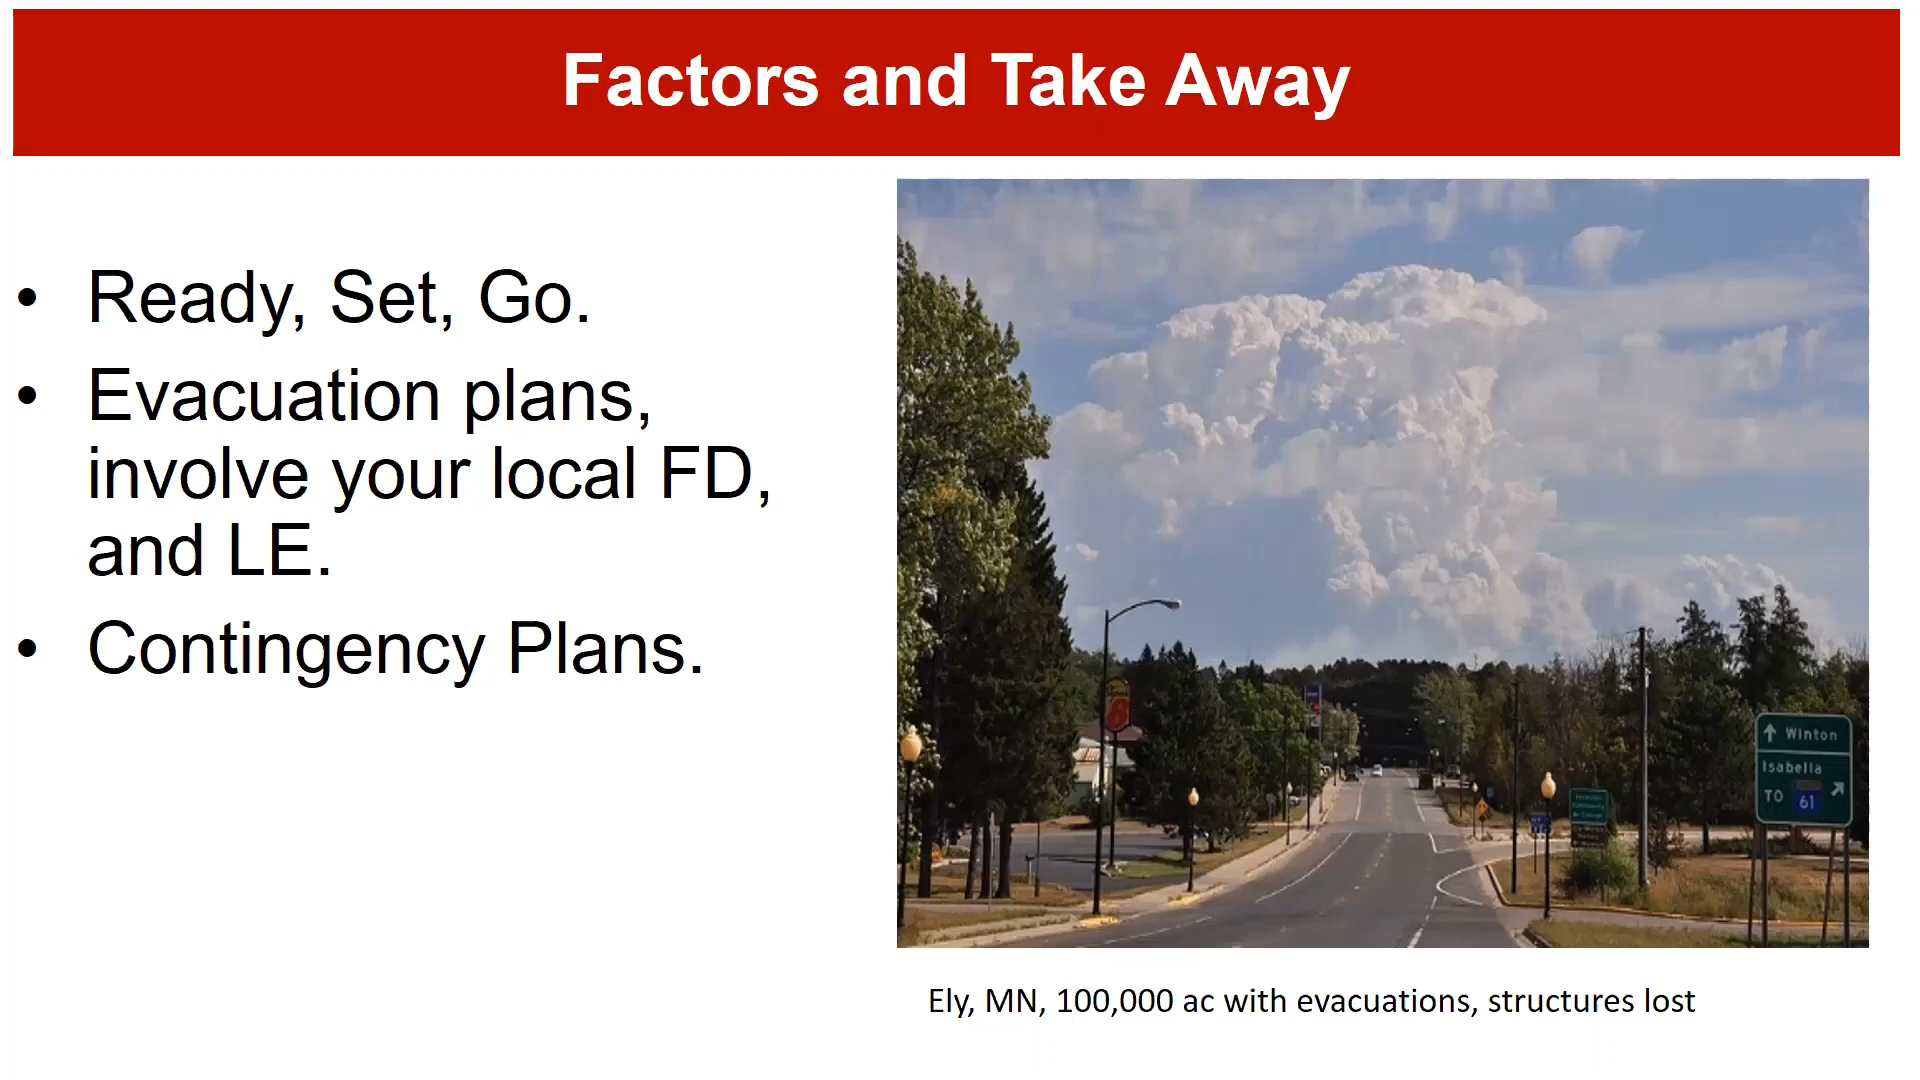 Factors and Take Away
• Ready, Set, Go.
• Evacuation plans,
involve your local FD,
and LE.
• Contingency Plans.
8
Winton
Isabella
TO 61
Ely, MN, 100,000 ac with evacuations, structures lost